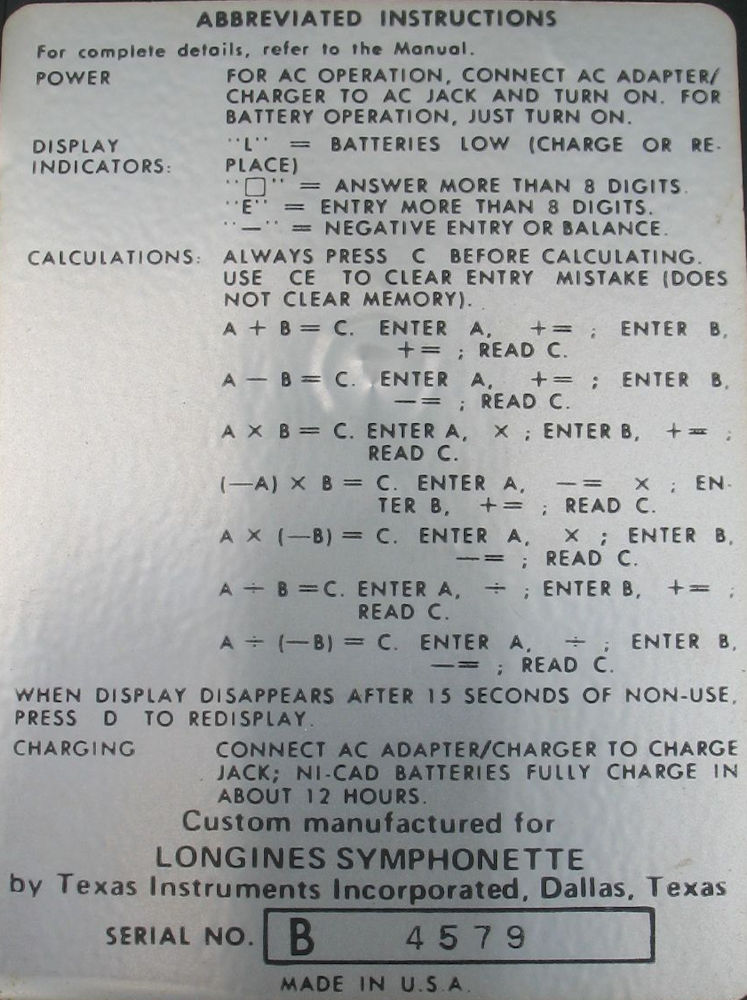 ABBREVIATED INSTRUCTIONS
For complete details, refer to the Manual.
POWER FOR AC OPERATION, CONNECT AC ADAPTER/
CHARGER TO AC JACK AND TURN ON. FOR
BATTERY OPERATION, JUST TURN ON.
DISPLAY "L" = BATTERIES LOW (CHARGE OR RE-
INDICATORS: PLACE)
"□" = ANSWER MORE THAN 8 DIGITS.
"E" = ENTRY MORE THAN 8 DIGITS.
"—" = NEGATIVE ENTRY OR BALANCE.
CALCULATIONS: ALWAYS PRESS C BEFORE CALCULATING.
USE CE TO CLEAR ENTRY MISTAKE (DOES
NOT CLEAR MEMORY).
A + B = C. ENTER A, += ; ENTER B,
+= ; READ C.
A — B = C. ENTER A, += ; ENTER B,
—= ; READ C.
A × B = C. ENTER A, × ; ENTER B, += ;
READ C.
(—A) × B = C. ENTER A, —= × ; EN-
TER B, += ; READ C.
A × (—B) = C. ENTER A, × ; ENTER B,
—= ; READ C.
A ÷ B =C. ENTER A, ÷ ; ENTER B, += ;
READ C.
A ÷ (—B) = C. ENTER A, ÷ ; ENTER B,
—= ; READ C.
WHEN DISPLAY DISAPPEARS AFTER 15 SECONDS OF NON-USE,
PRESS D TO REDISPLAY.
CHARGING CONNECT AC ADAPTER/CHARGER TO CHARGE
JACK; NI-CAD BATTERIES FULLY CHARGE IN
ABOUT 12 HOURS.
Custom manufactured for
LONGINES SYMPHONETTE
by Texas Instruments Incorporated, Dallas, Texas
SERIAL NO. B 4579
MADE IN U.S.A.